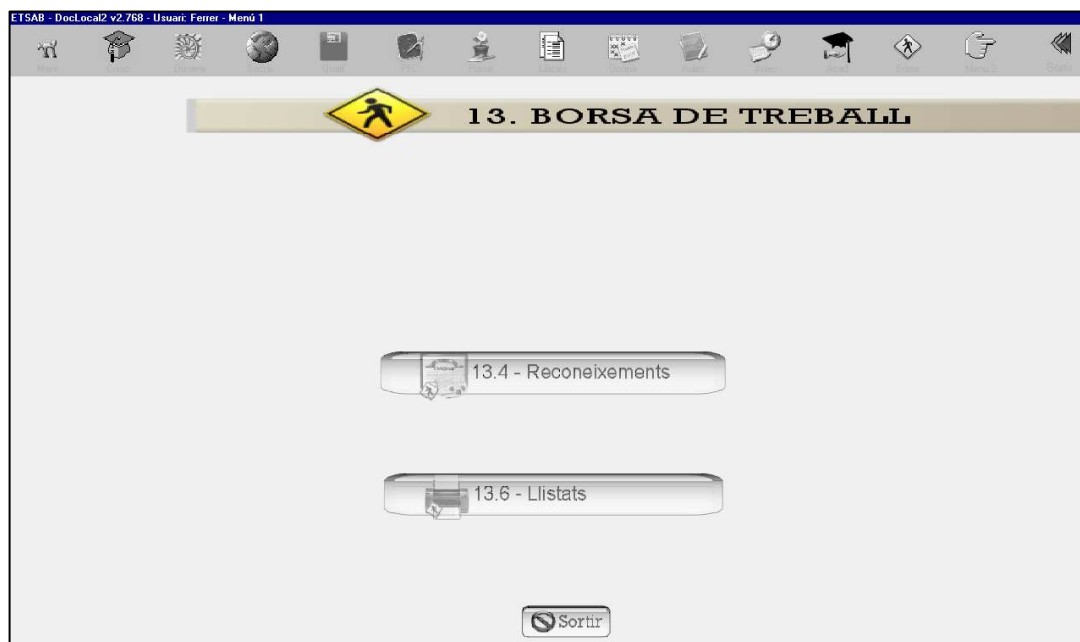 ETSAB - DocLocal2 v2.768 - Usuari: Ferrer - Menú 1
13. BORSA DE TREBALL
13.4 - Reconeixements
13.6 - Llistats
Sortir